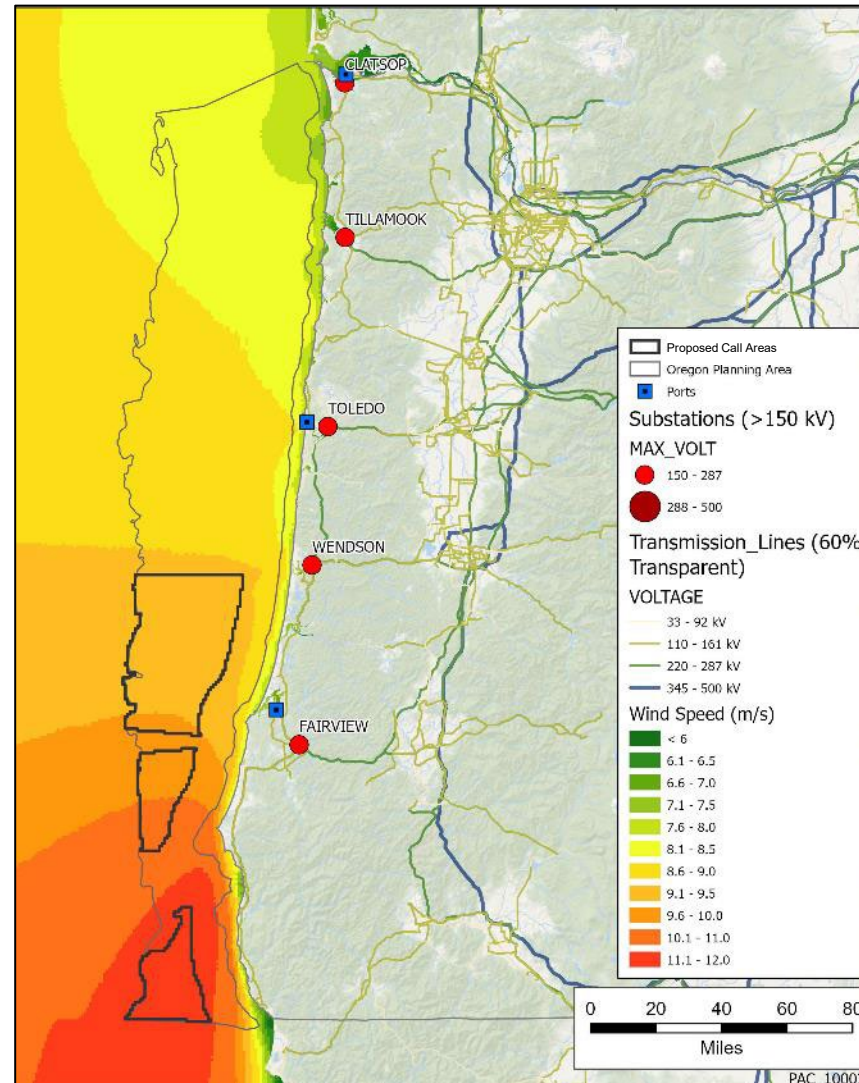 CLATSOP
TILLAMOOK
TOLEDO
WENDSON
FAIRVIEW
Proposed Call Areas
Oregon Planning Area
Ports
Substations (>150 kV)
MAX_VOLT
150 - 287
288 - 500
Transmission_Lines (60%
Transparent)
VOLTAGE
33 - 92 kV
110 - 161 kV
220 - 287 kV
345 - 500 kV
Wind Speed (m/s)
< 6
6.1 - 6.5
6.6 - 7.0
7.1 - 7.5
7.6 - 8.0
8.1 - 8.5
8.6 - 9.0
9.1 - 9.5
9.6 - 10.0
10.1 - 11.0
11.1 - 12.0
0 20 40 60 80
Miles